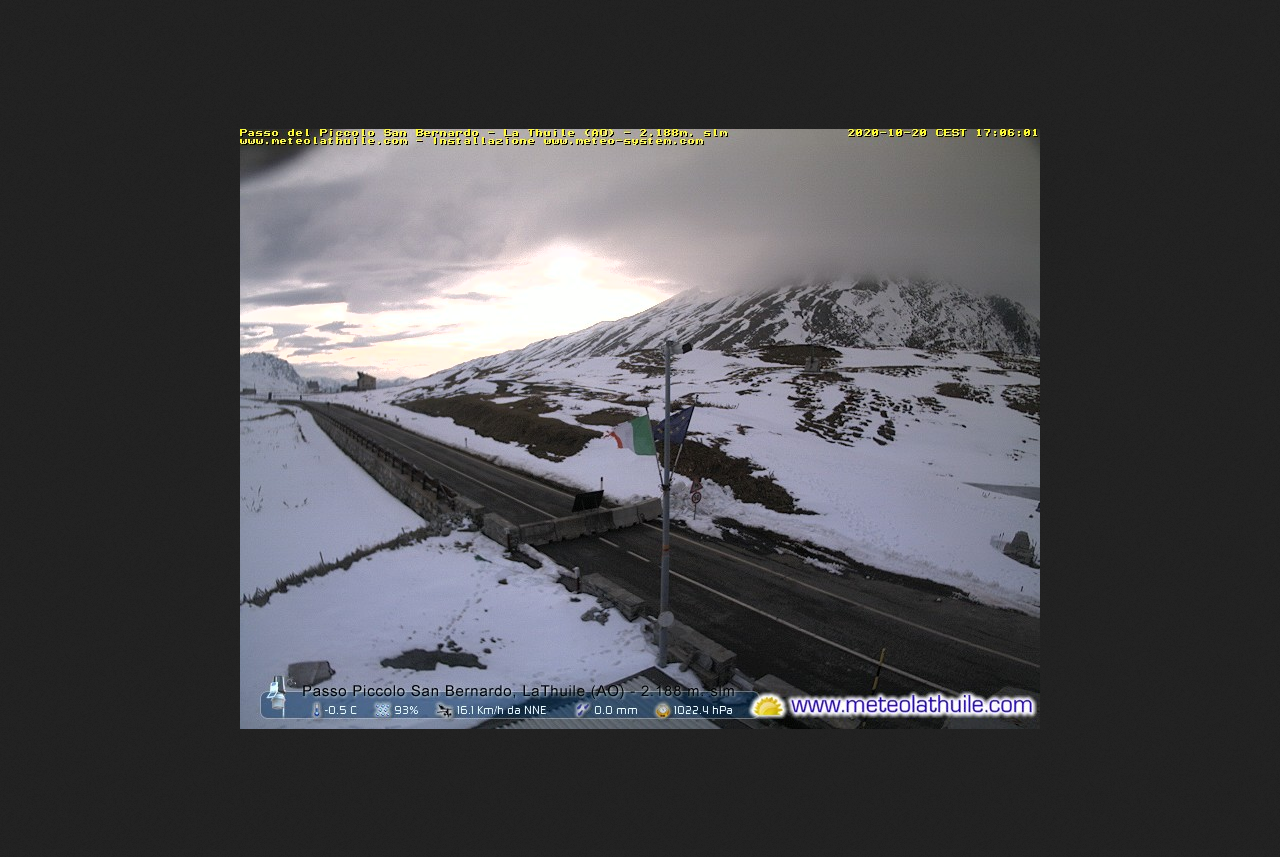 Passo del Piccolo San Bernardo - La Thuile (AO) - 2.188m. slm 2020-10-20 CEST 17:06:01
www.meteolathuile.com - Installazione www.meteo-system.com
Passo Piccolo San Bernardo, LaThuile (AO) - 2.188 m. slm
-0.5 C 93% 16.1 Km/h da NNE 0.0 mm 1022.4 hPa
www.meteolathuile.com